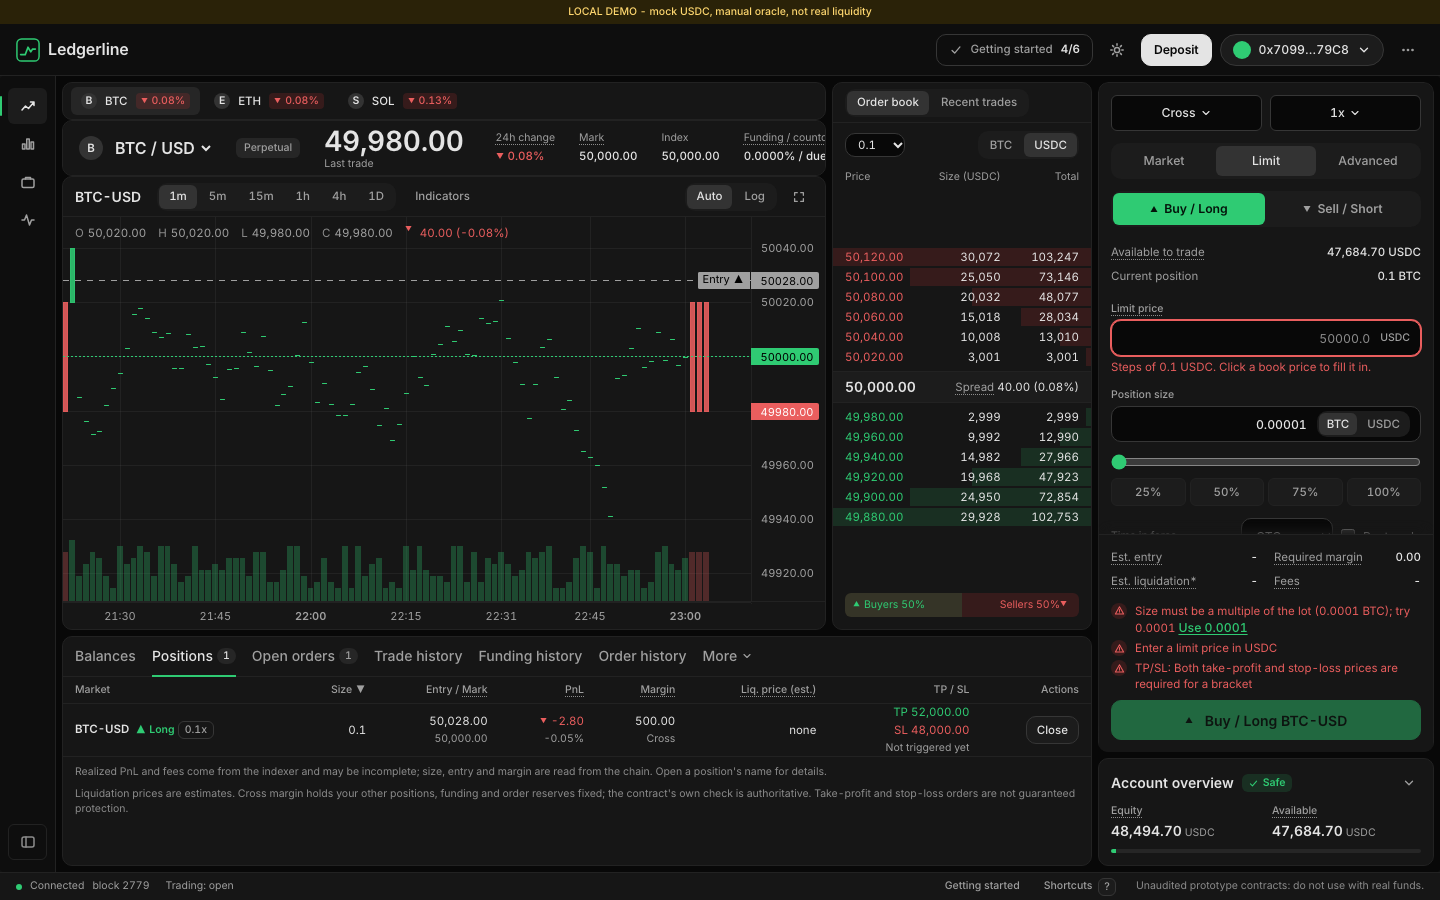 LOCAL DEMO - mock USDC, manual oracle, not real liquidity
Ledgerline
Getting started 4/6
Deposit
0x7099...79C8
B BTC 0.08%
E ETH 0.08%
S SOL 0.13%
B BTC / USD
Perpetual
49,980.00
Last trade
24h change
0.08%
Mark
50,000.00
Index
50,000.00
Funding / countd
0.0000% / due
BTC-USD 1m 5m 15m 1h 4h 1D Indicators Auto Log
O 50,020.00 H 50,020.00 L 49,980.00 C 49,980.00 40.00 (-0.08%)
50040.00
Entry 50028.00
50020.00
50000.00
49980.00
49960.00
49940.00
49920.00
21:30 21:45 22:00 22:15 22:31 22:45 23:00
Order book Recent trades
0.1 BTC USDC
Price Size (USDC) Total
50,120.00 30,072 103,247
50,100.00 25,050 73,146
50,080.00 20,032 48,077
50,060.00 15,018 28,034
50,040.00 10,008 13,010
50,020.00 3,001 3,001
50,000.00 Spread 40.00 (0.08%)
49,980.00 2,999 2,999
49,960.00 9,992 12,990
49,940.00 14,982 27,966
49,920.00 19,968 47,923
49,900.00 24,950 72,854
49,880.00 29,928 102,753
Buyers 50% Sellers 50%
Cross 1x
Market Limit Advanced
Buy / Long Sell / Short
Available to trade 47,684.70 USDC
Current position 0.1 BTC
Limit price
50000.0 USDC
Steps of 0.1 USDC. Click a book price to fill it in.
Position size
0.00001 BTC USDC
25% 50% 75% 100%
Est. entry - Required margin 0.00
Est. liquidation* - Fees -
Size must be a multiple of the lot (0.0001 BTC); try
0.0001 Use 0.0001
Enter a limit price in USDC
TP/SL: Both take-profit and stop-loss prices are
required for a bracket
Buy / Long BTC-USD
Balances Positions 1 Open orders 1 Trade history Funding history Order history More
Market Size ▼ Entry / Mark PnL Margin Liq. price (est.) TP / SL Actions
BTC-USD Long 0.1x
0.1
50,028.00
50,000.00
-2.80
-0.05%
500.00
Cross
none
TP 52,000.00
SL 48,000.00
Not triggered yet
Close
Realized PnL and fees come from the indexer and may be incomplete; size, entry and margin are read from the chain. Open a position's name for details.
Liquidation prices are estimates. Cross margin holds your other positions, funding and order reserves fixed; the contract's own check is authoritative. Take-profit and stop-loss orders are not guaranteed
protection.
Account overview Safe
Equity Available
48,494.70 USDC 47,684.70 USDC
Connected block 2779 Trading: open
Getting started Shortcuts ? Unaudited prototype contracts: do not use with real funds.